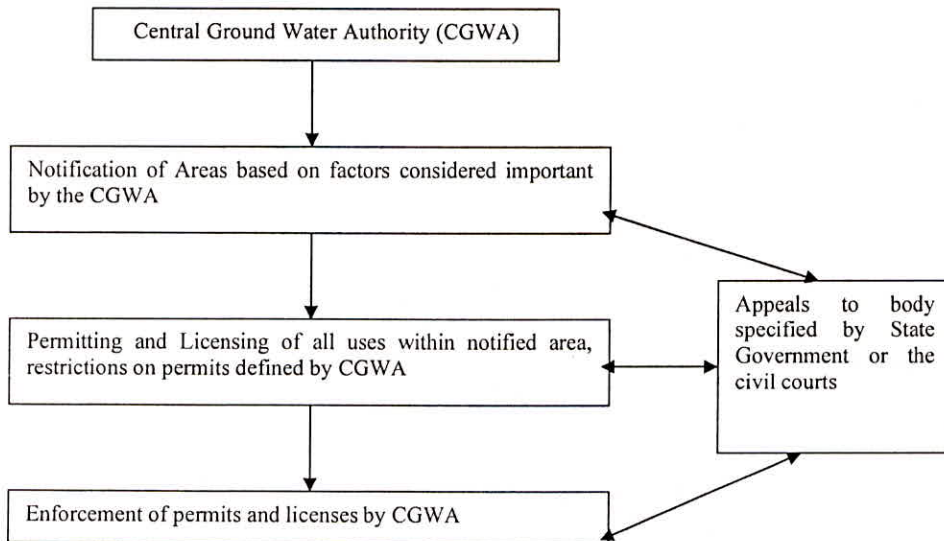 Central Ground Water Authority (CGWA)
Notification of Areas based on factors considered important
by the CGWA
Permitting and Licensing of all uses within notified area,
restrictions on permits defined by CGWA
Appeals to body
specified by State
Government or the
civil courts
Enforcement of permits and licenses by CGWA